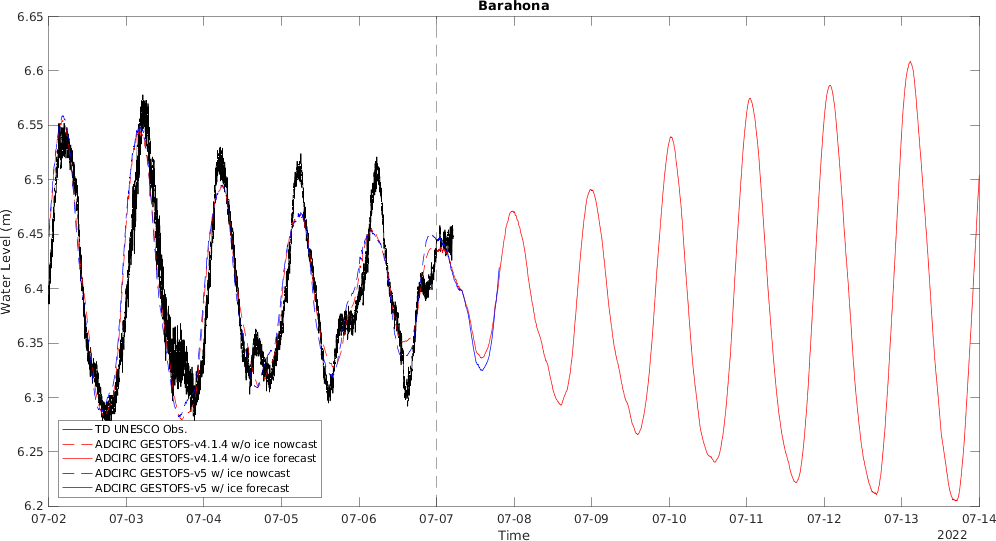 Barahona
6.65
6.6
6.55
6.5
6.45
6.4
6.35
6.3
6.25
6.2
Water Level (m)
TD UNESCO Obs.
ADCIRC GESTOFS-v4.1.4 w/o ice nowcast
ADCIRC GESTOFS-v4.1.4 w/o ice forecast
ADCIRC GESTOFS-v5 w/ ice nowcast
ADCIRC GESTOFS-v5 w/ ice forecast
07-02 07-03 07-04 07-05 07-06 07-07 07-08 07-09 07-10 07-11 07-12 07-13 07-14
Time
2022